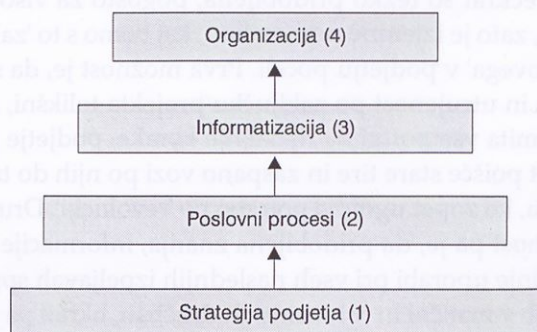 Organizacija (4)
Informatizacija (3)
Poslovni procesi (2)
Strategija podjetja (1)